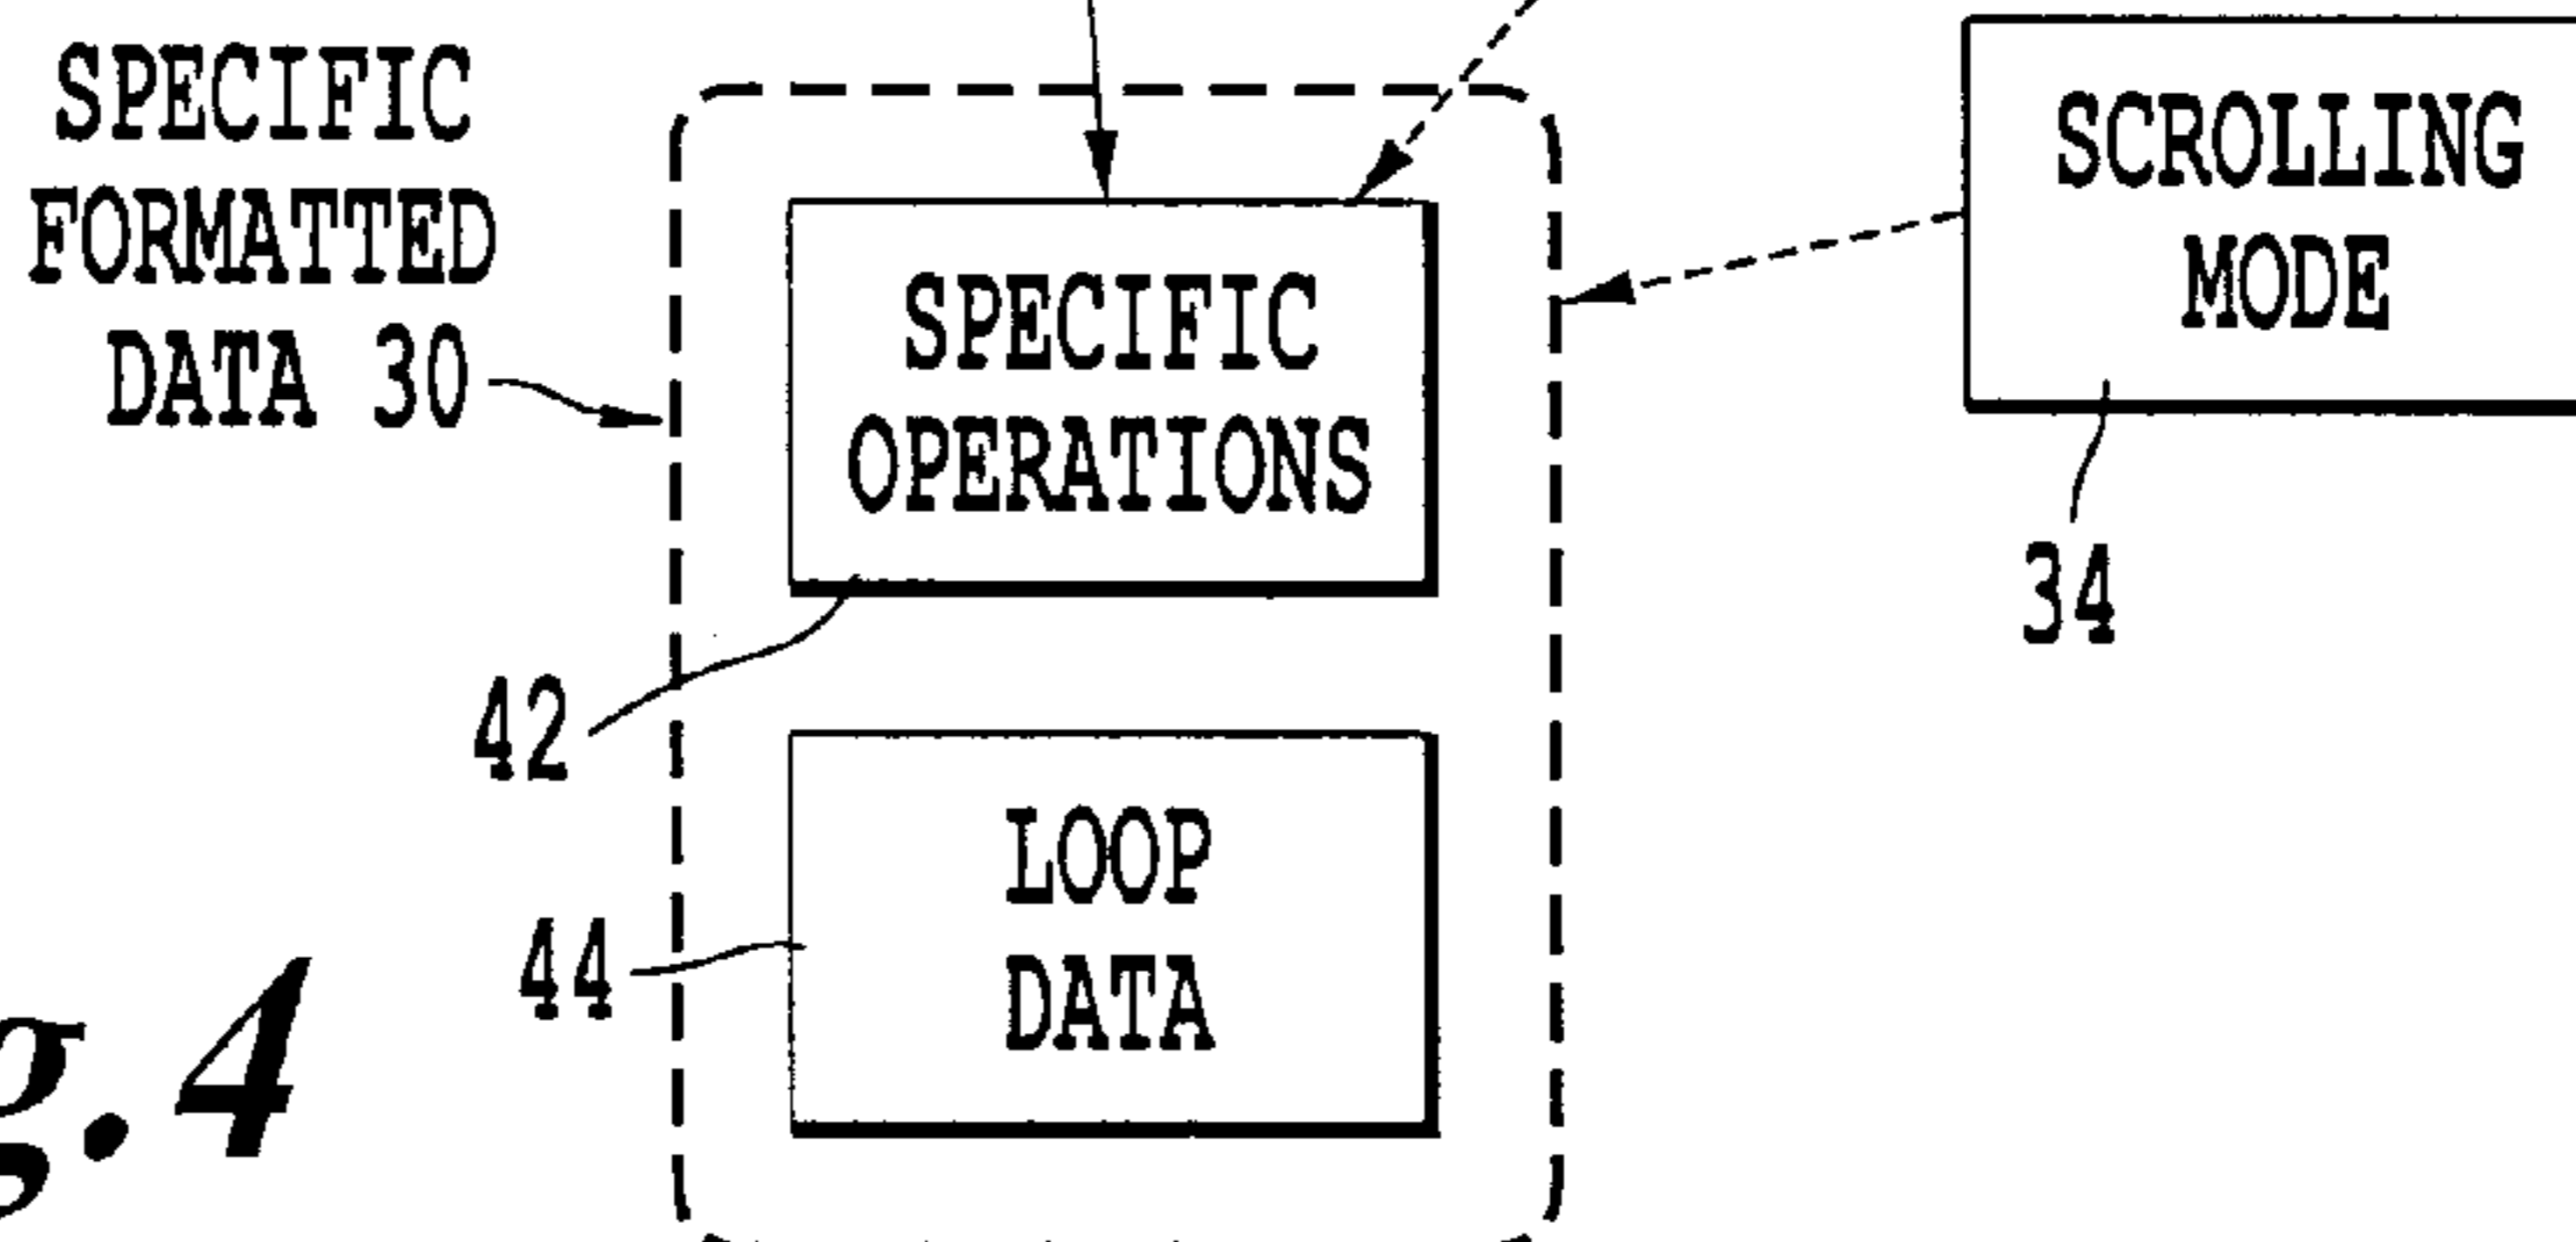 SPECIFIC
FORMATTED
DATA 30
SCROLLING
MODE
34
SPECIFIC
OPERATIONS
42
LOOP
DATA
44
g.4